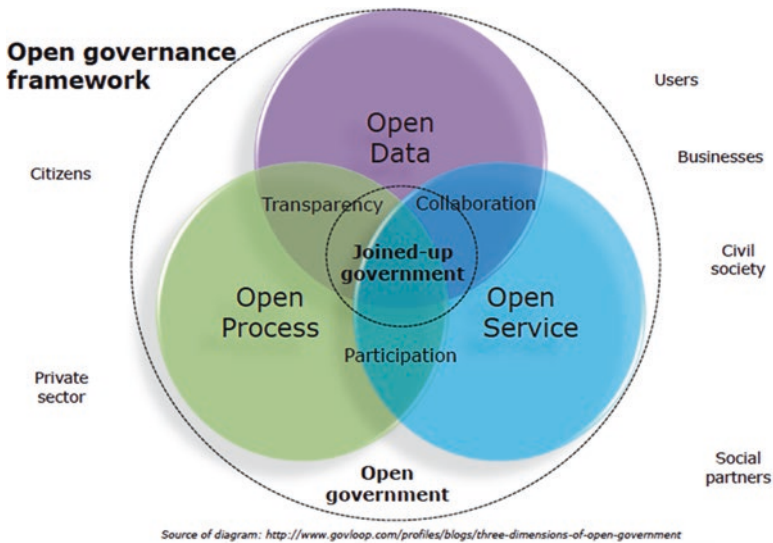 Open governance
framework
Users
Open
Data
Businesses
Citizens
Transparency
Collaboration
Joined-up
government
Civil
society
Open
Process
Open
Service
Participation
Private
sector
Open
government
Social
partners
Source of diagram: http://www.govloop.com/profiles/blogs/three-dimensions-of-open-government